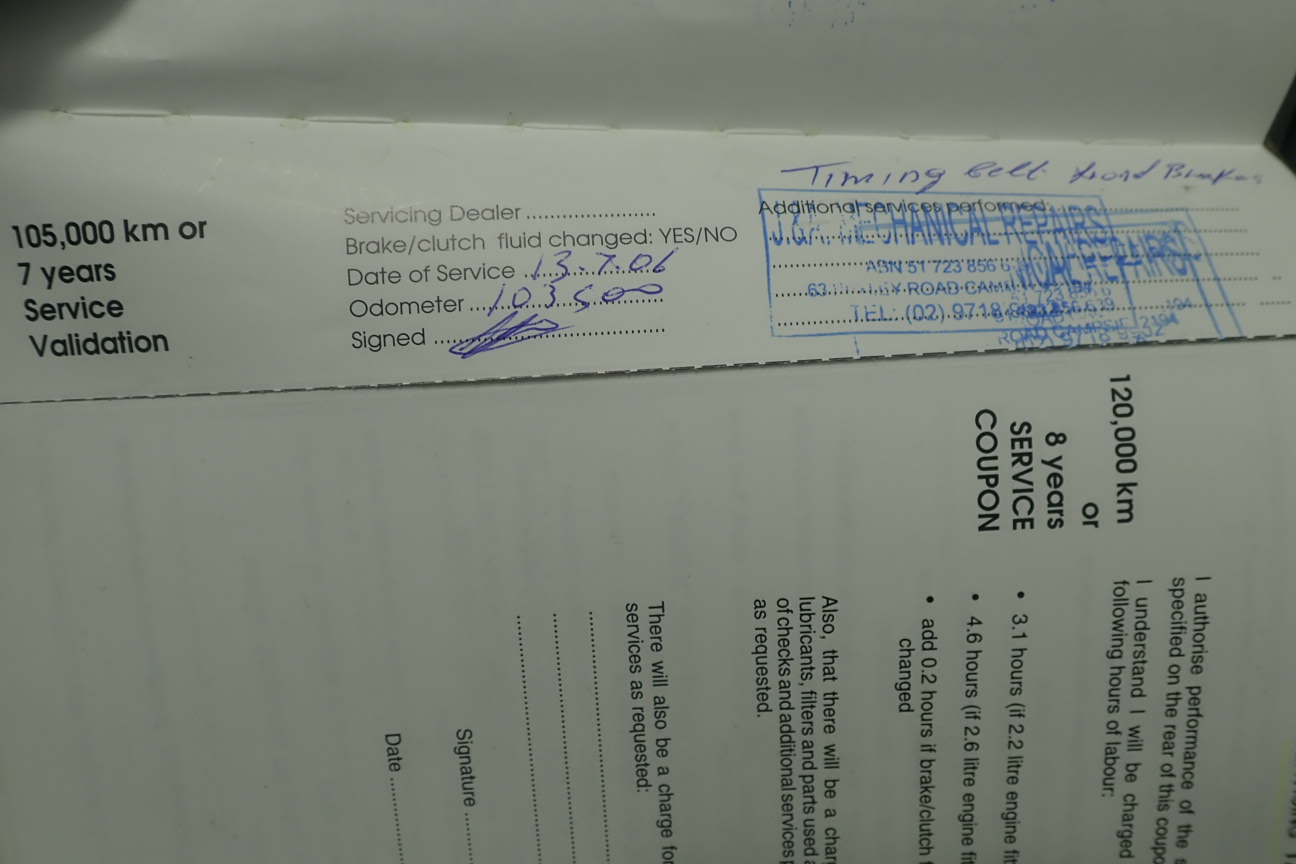 105,000 km or
7 years
Service
Validation
Servicing Dealer ......................
Brake/clutch fluid changed: YES/NO
Date of Service 13.7.06
Odometer 103500
Signed
Timing Belt Brakes
Additional services performed:
MECHANICAL REPAIRS
ABN 51 723 856
63 ROAD
TEL: (02) 9718
ROAD CAMPSIE 2194
120,000 km
or
8 years
SERVICE
COUPON
I authorise performance of the
specified on the rear of this
I understand I will be charged
following hours of labour:
• 3.1 hours (if 2.2 litre engine
• 4.6 hours (if 2.6 litre engine
• add 0.2 hours if brake/clutch
changed
Also, that there will be a
lubricants, filters and parts used
of checks and additional services
as requested.
There will also be a charge
services as requested:
Signature
Date